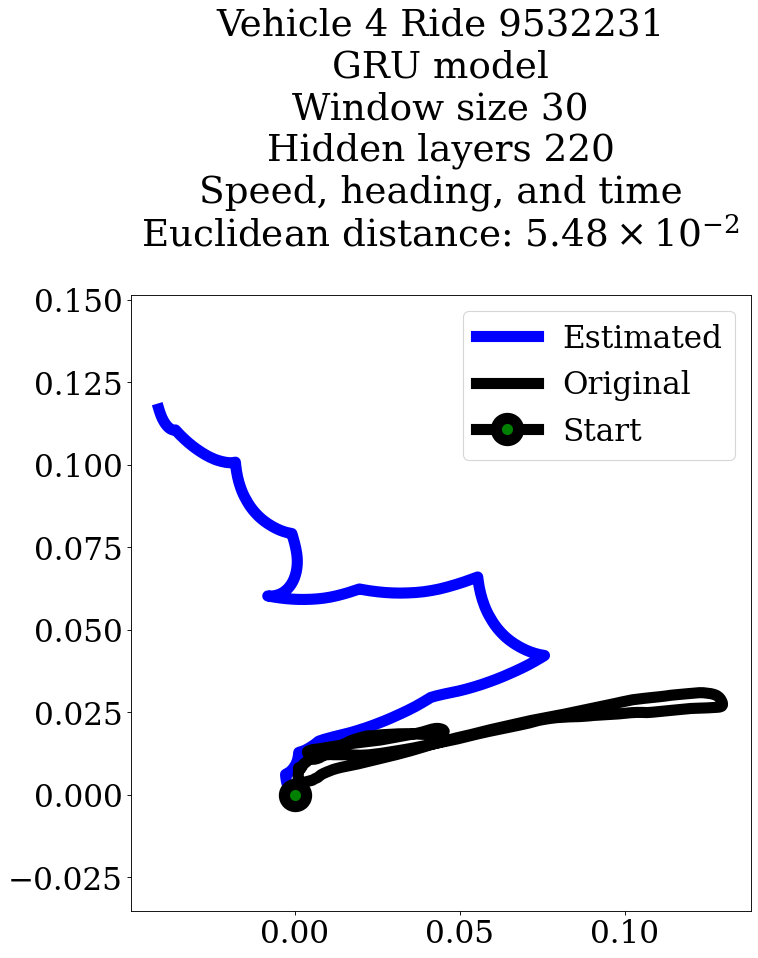 Vehicle 4 Ride 9532231
GRU model
Window size 30
Hidden layers 220
Speed, heading, and time
Euclidean distance: 5.48 × 10⁻²
0.150
Estimated
0.125
Original
Start
0.100
0.075
0.050
0.025
0.000
−0.025
0.00 0.05 0.10